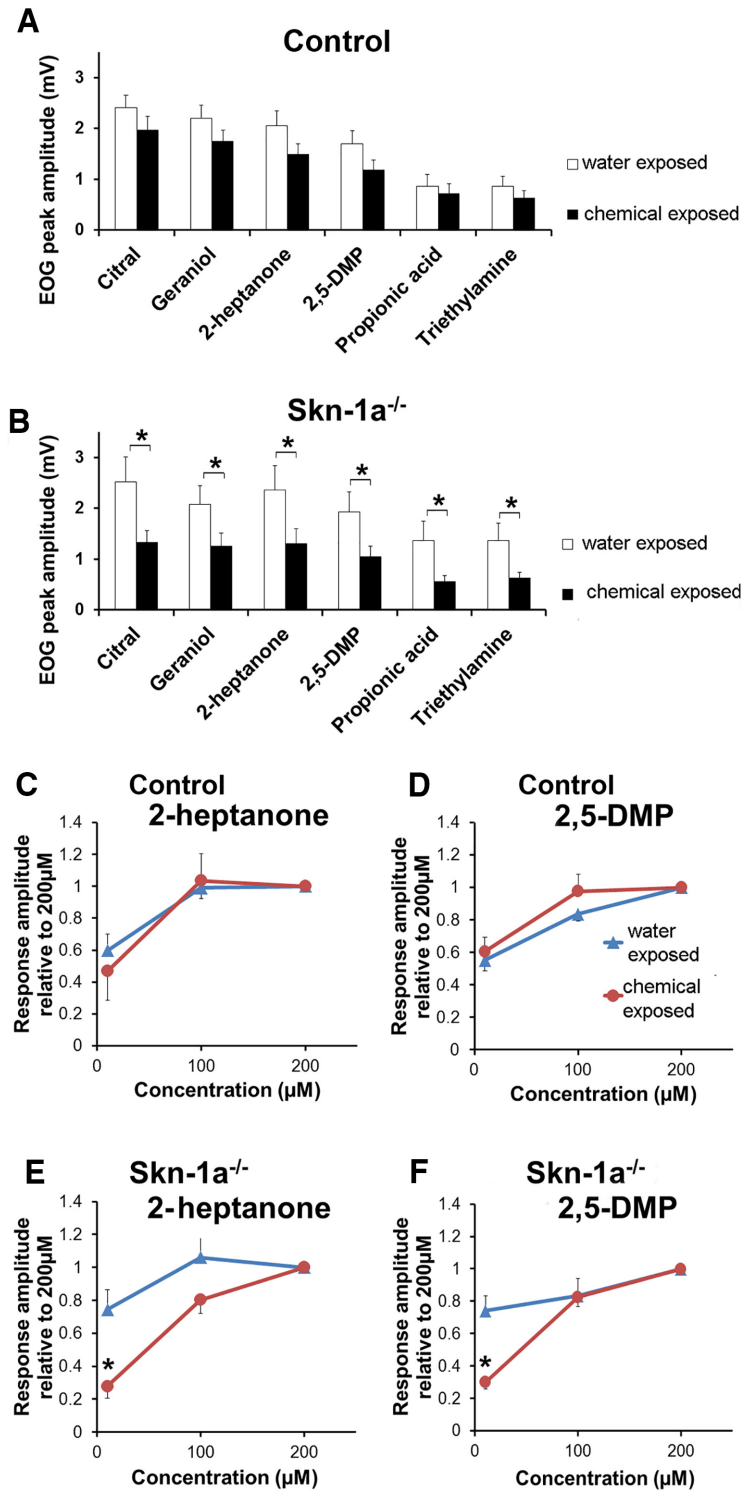 A
Control
EOG peak amplitude (mV)
3
2
1
0
Citral
Geraniol
2-heptanone
2,5-DMP
Propionic acid
Triethylamine
water exposed
chemical exposed
B
Skn-1a-/-
EOG peak amplitude (mV)
3
2
1
0
*
*
*
*
*
*
Citral
Geraniol
2-heptanone
2,5-DMP
Propionic acid
Triethylamine
water exposed
chemical exposed
C
Control
2-heptanone
Response amplitude
relative to 200µM
1.4
1.2
1
0.8
0.6
0.4
0.2
0
0
100
200
Concentration (µM)
D
Control
2,5-DMP
Response amplitude
relative to 200µM
1.4
1.2
1
0.8
0.6
0.4
0.2
0
0
100
200
Concentration (µM)
water
exposed
chemical
exposed
E
Skn-1a-/-
2-heptanone
Response amplitude
relative to 200µM
1.4
1.2
1
0.8
0.6
0.4
0.2
0
*
0
100
200
Concentration (µM)
F
Skn-1a-/-
2,5-DMP
Response amplitude
relative to 200µM
1.4
1.2
1
0.8
0.6
0.4
0.2
0
*
0
100
200
Concentration (µM)